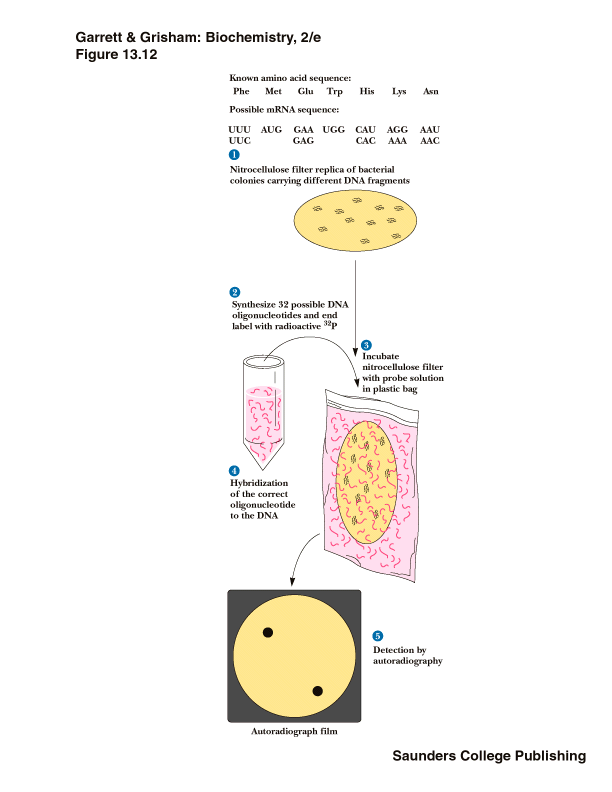 Garrett & Grisham: Biochemistry, 2/e
Figure 13.12
Known amino acid sequence:
Phe Met Glu Trp His Lys Asn
Possible mRNA sequence:
UUU AUG GAA UGG CAU AGG AAU
UUC GAG CAC AAA AAC
1
Nitrocellulose filter replica of bacterial
colonies carrying different DNA fragments
2
Synthesize 32 possible DNA
oligonucleotides and end
label with radioactive ³²P
3
Incubate
nitrocellulose filter
with probe solution
in plastic bag
4
Hybridization
of the correct
oligonucleotide
to the DNA
5
Detection by
autoradiography
Autoradiograph film
Saunders College Publishing